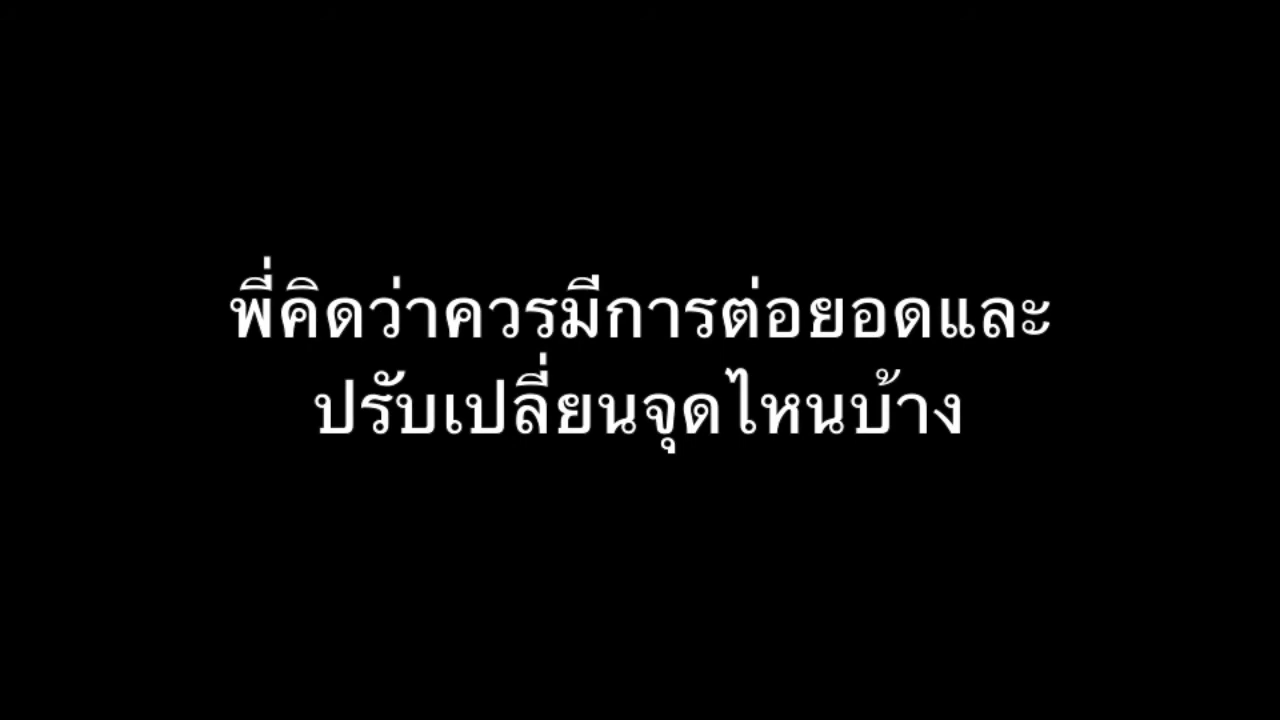 พี่คิดว่าควรมีการต่อยอดและ
ปรับเปลี่ยนจุดไหนบ้าง